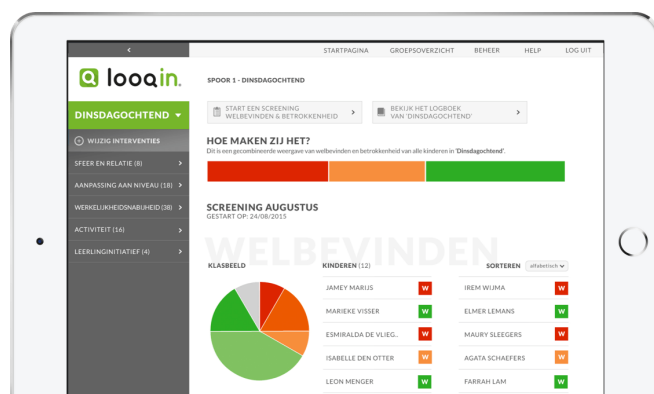 STARTPAGINA GROEPSOVERZICHT BEHEER HELP LOG UIT
looqin.
DINSDAGOCHTEND
WIJZIG INTERVENTIES
SFEER EN RELATIE (8)
AANPASSING AAN NIVEAU (18)
WERKELIJKHEIDSNABIJHEID (38)
ACTIVITEIT (16)
LEERLINGINITIATIEF (4)
SPOOR 1 - DINSDAGOCHTEND
START EEN SCREENING
WELBEVINDEN & BETROKKENHEID
BEKIJK HET LOGBOEK
VAN 'DINSDAGOCHTEND'
HOE MAKEN ZIJ HET?
Dit is een gecombineerde weergave van welbevinden en betrokkenheid van alle kinderen in 'Dinsdagochtend'.
SCREENING AUGUSTUS
GESTART OP: 24/08/2015
WELBEVINDEN
KLASBEELD
KINDEREN (12)
SORTEREN alfabetisch
JAMEY MARIJS W
IREM WIJMA W
MARIEKE VISSER W
ELMER LEMANS W
ESMIRALDA DE VLIEG.. W
MAURY SLEEGERS W
ISABELLE DEN OTTER W
AGATA SCHAEFERS W
LEON MENGER W
FARRAH LAM W